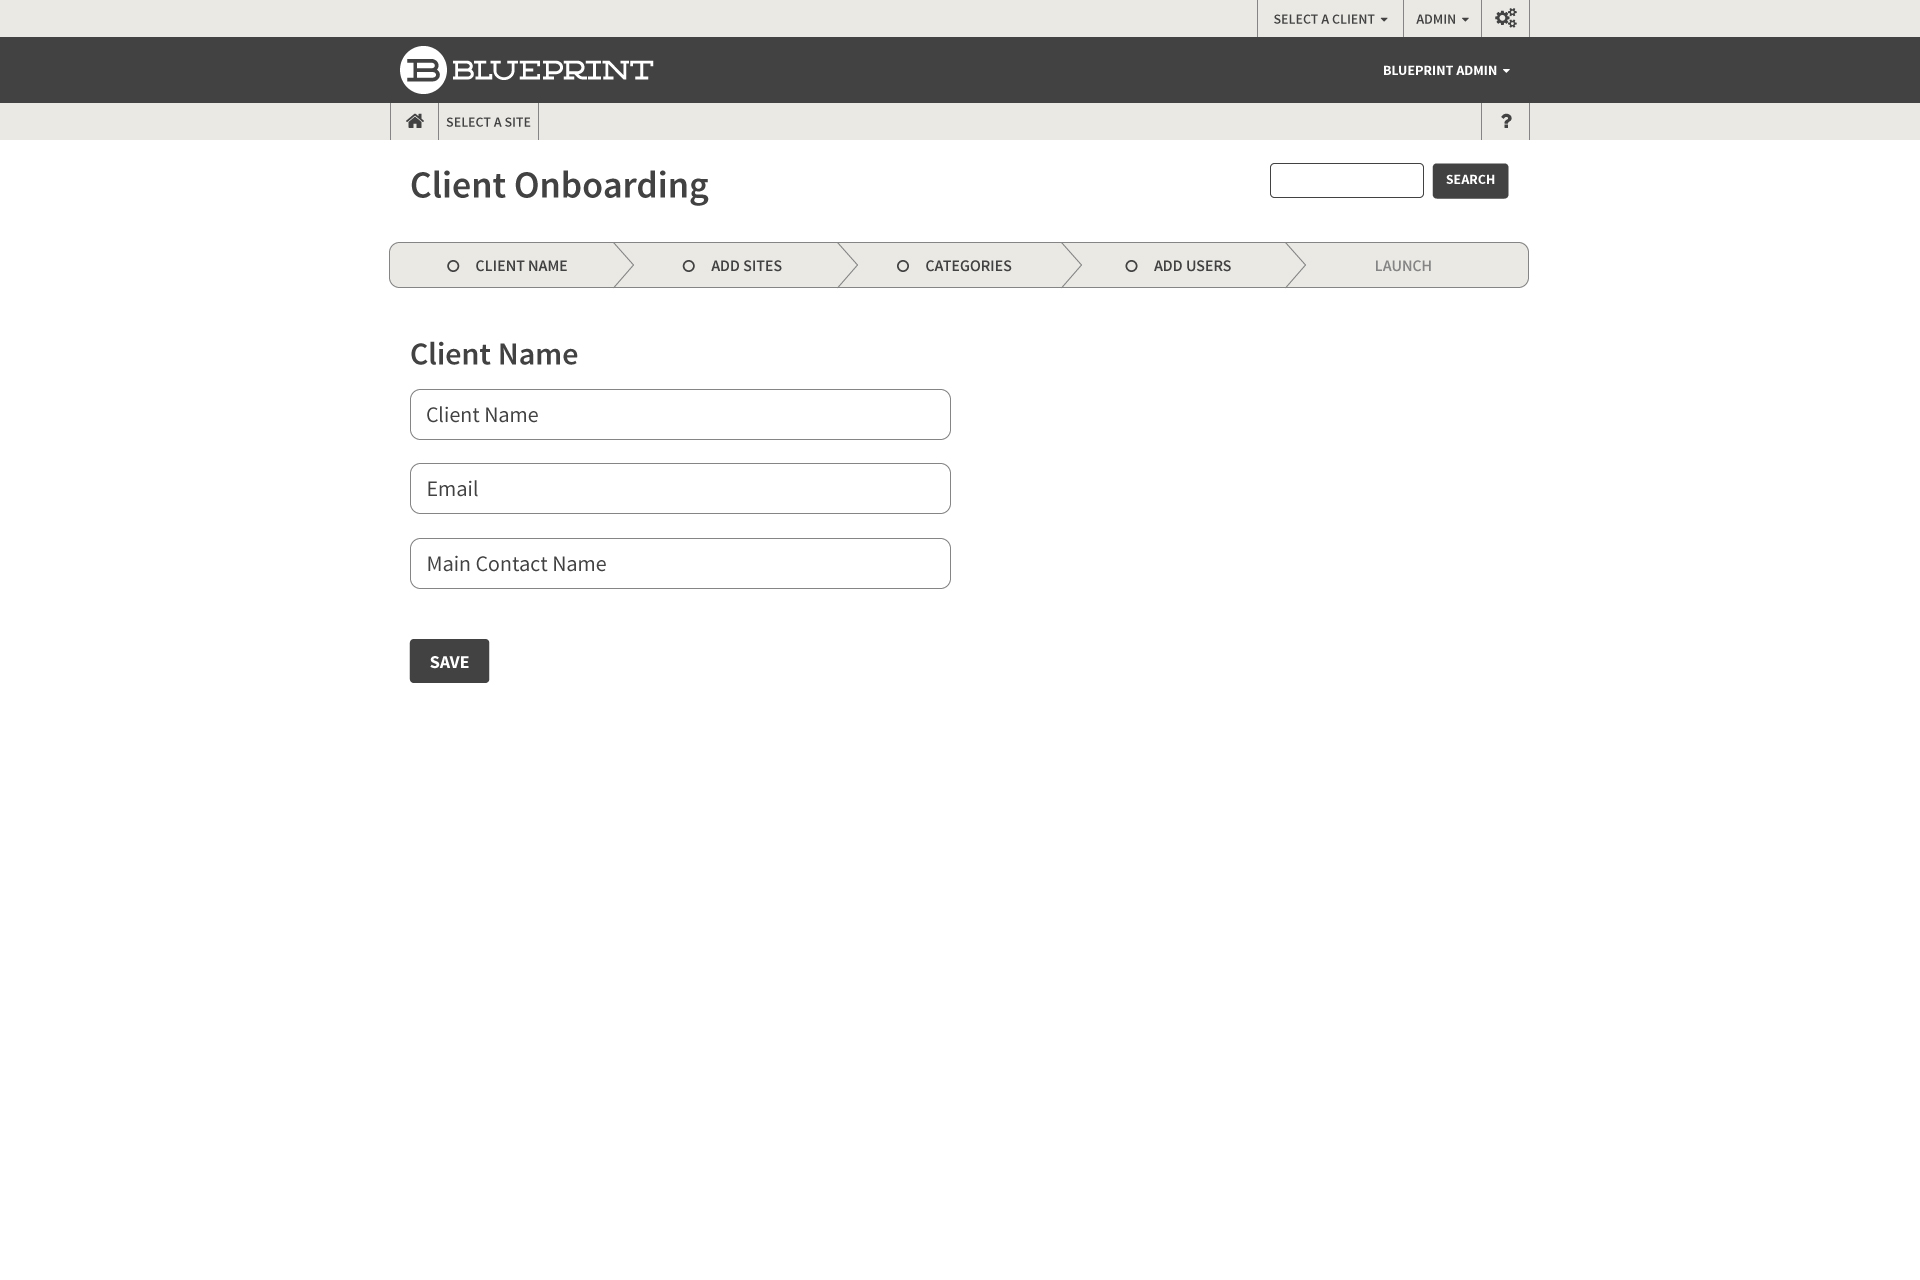 SELECT A CLIENT
ADMIN
BLUEPRINT
BLUEPRINT ADMIN
SELECT A SITE
?
Client Onboarding
SEARCH
CLIENT NAME
ADD SITES
CATEGORIES
ADD USERS
LAUNCH
Client Name
Client Name
Email
Main Contact Name
SAVE